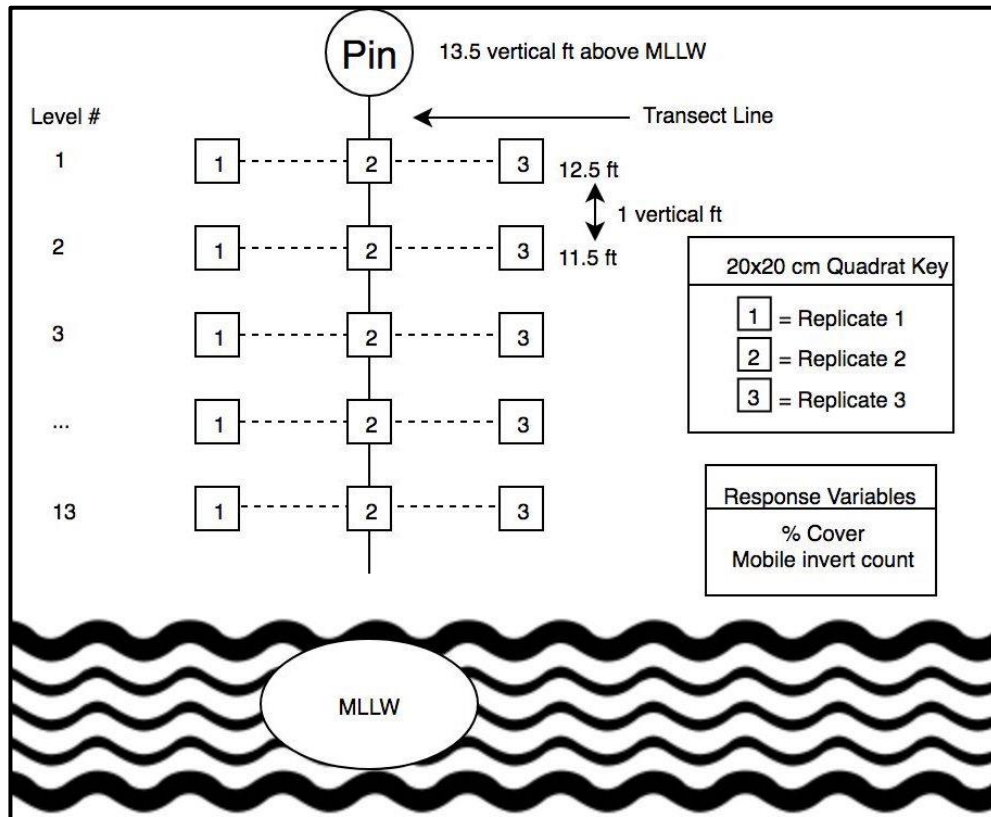 Pin
13.5 vertical ft above MLLW
Level #
Transect Line
1
1
2
3
12.5 ft
1 vertical ft
2
1
2
3
11.5 ft
20x20 cm Quadrat Key
1 = Replicate 1
2 = Replicate 2
3 = Replicate 3
3
1
2
3
...
1
2
3
13
1
2
3
Response Variables
% Cover
Mobile invert count
MLLW